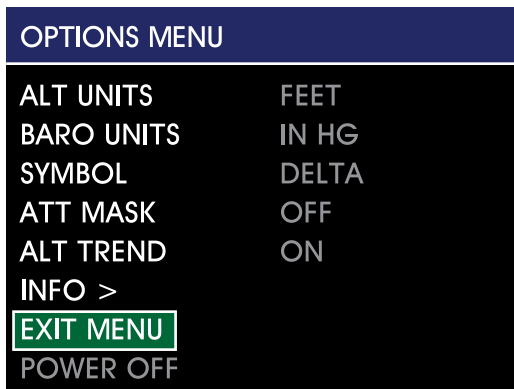 OPTIONS MENU
ALT UNITS FEET
BARO UNITS IN HG
SYMBOL DELTA
ATT MASK OFF
ALT TREND ON
INFO >
EXIT MENU
POWER OFF